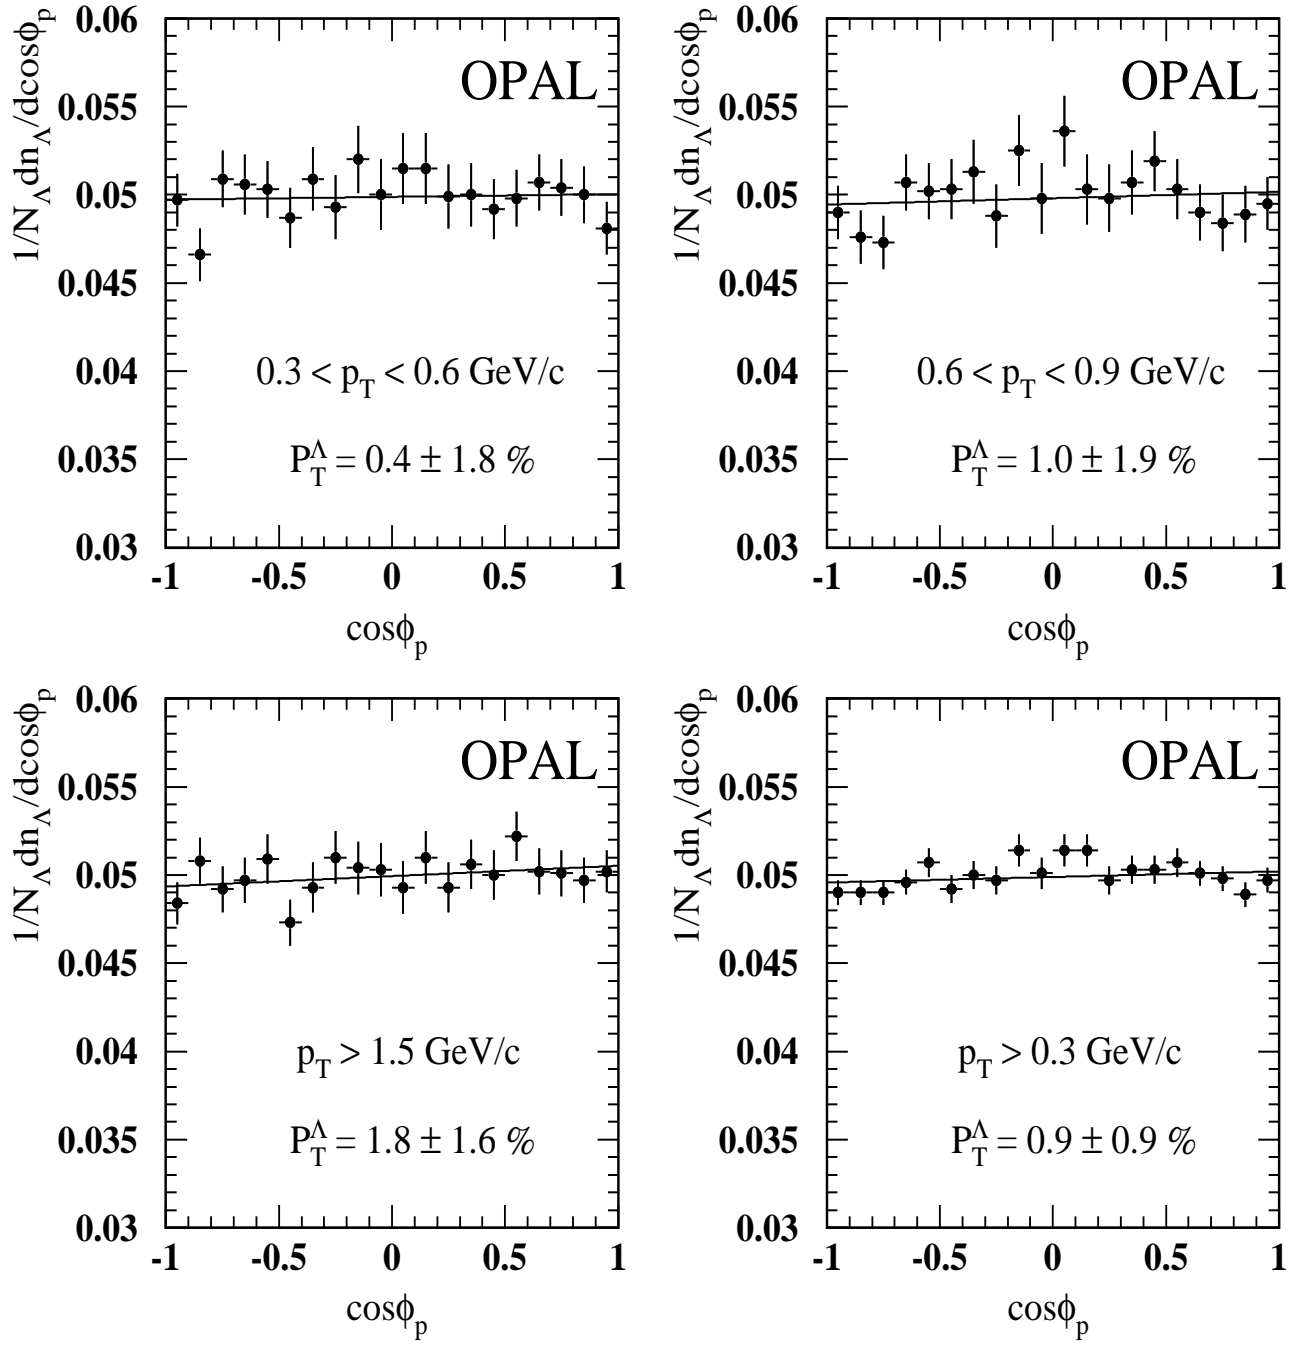 1/N_Λ dn_Λ/dcosϕ_p
0.06
0.055
0.05
0.045
0.04
0.035
0.03
OPAL
0.3 < p_T < 0.6 GeV/c
P_T^Λ = 0.4 ± 1.8 %
-1 -0.5 0 0.5 1
cosϕ_p
1/N_Λ dn_Λ/dcosϕ_p
0.06
0.055
0.05
0.045
0.04
0.035
0.03
OPAL
0.6 < p_T < 0.9 GeV/c
P_T^Λ = 1.0 ± 1.9 %
-1 -0.5 0 0.5 1
cosϕ_p
1/N_Λ dn_Λ/dcosϕ_p
0.06
0.055
0.05
0.045
0.04
0.035
0.03
OPAL
p_T > 1.5 GeV/c
P_T^Λ = 1.8 ± 1.6 %
-1 -0.5 0 0.5 1
cosϕ_p
1/N_Λ dn_Λ/dcosϕ_p
0.06
0.055
0.05
0.045
0.04
0.035
0.03
OPAL
p_T > 0.3 GeV/c
P_T^Λ = 0.9 ± 0.9 %
-1 -0.5 0 0.5 1
cosϕ_p